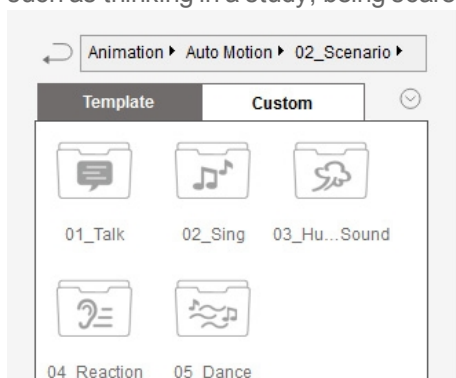 Animation ▸ Auto Motion ▸ 02_Scenario ▸
Template Custom
01_Talk 02_Sing 03_Hu...Sound
04_Reaction 05_Dance